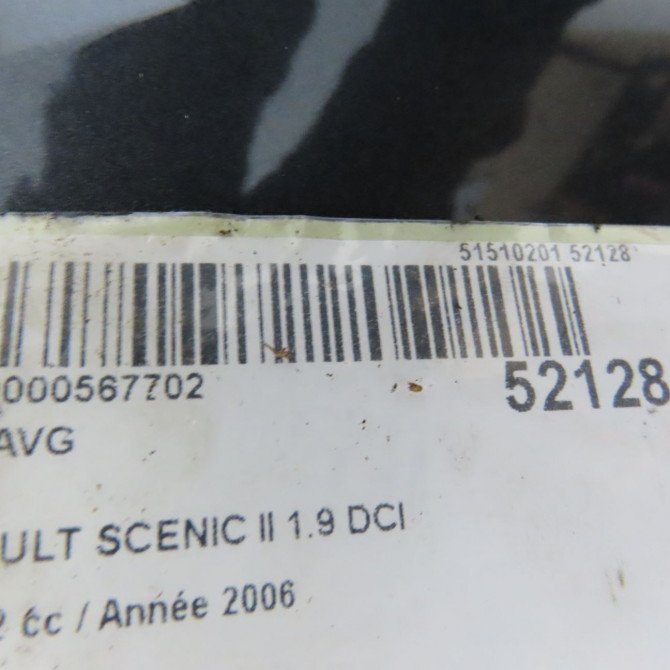 51510201 52128
000567702
52128
AVG
ULT SCENIC II 1.9 DCI
cc / Année 2006